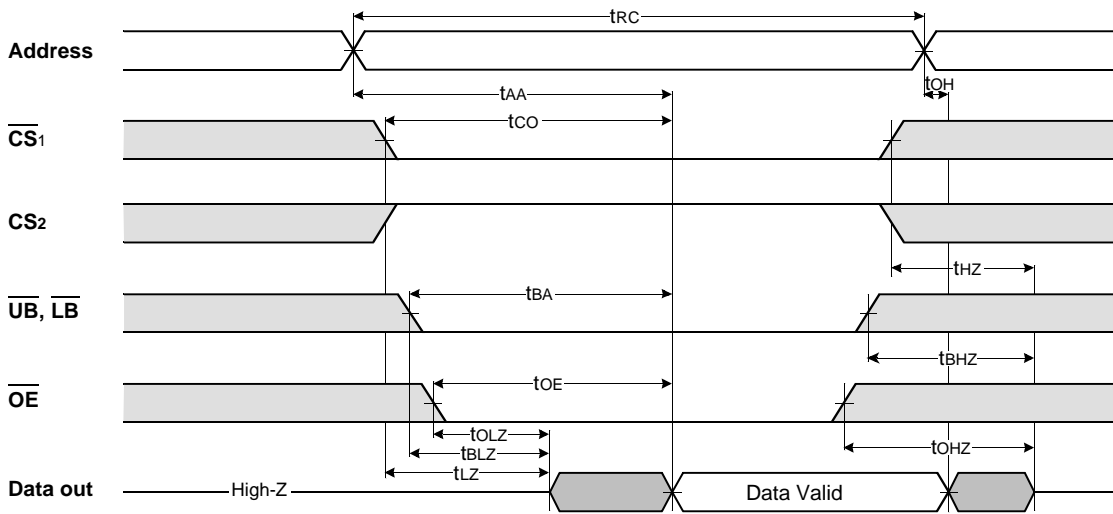 tRC
Address
tOH
tAA
tCO
CS1
CS2
tHZ
tBA
UB, LB
tBHZ
tOE
OE
tOLZ
tBLZ
tOHZ
tLZ
Data out
High-Z
Data Valid